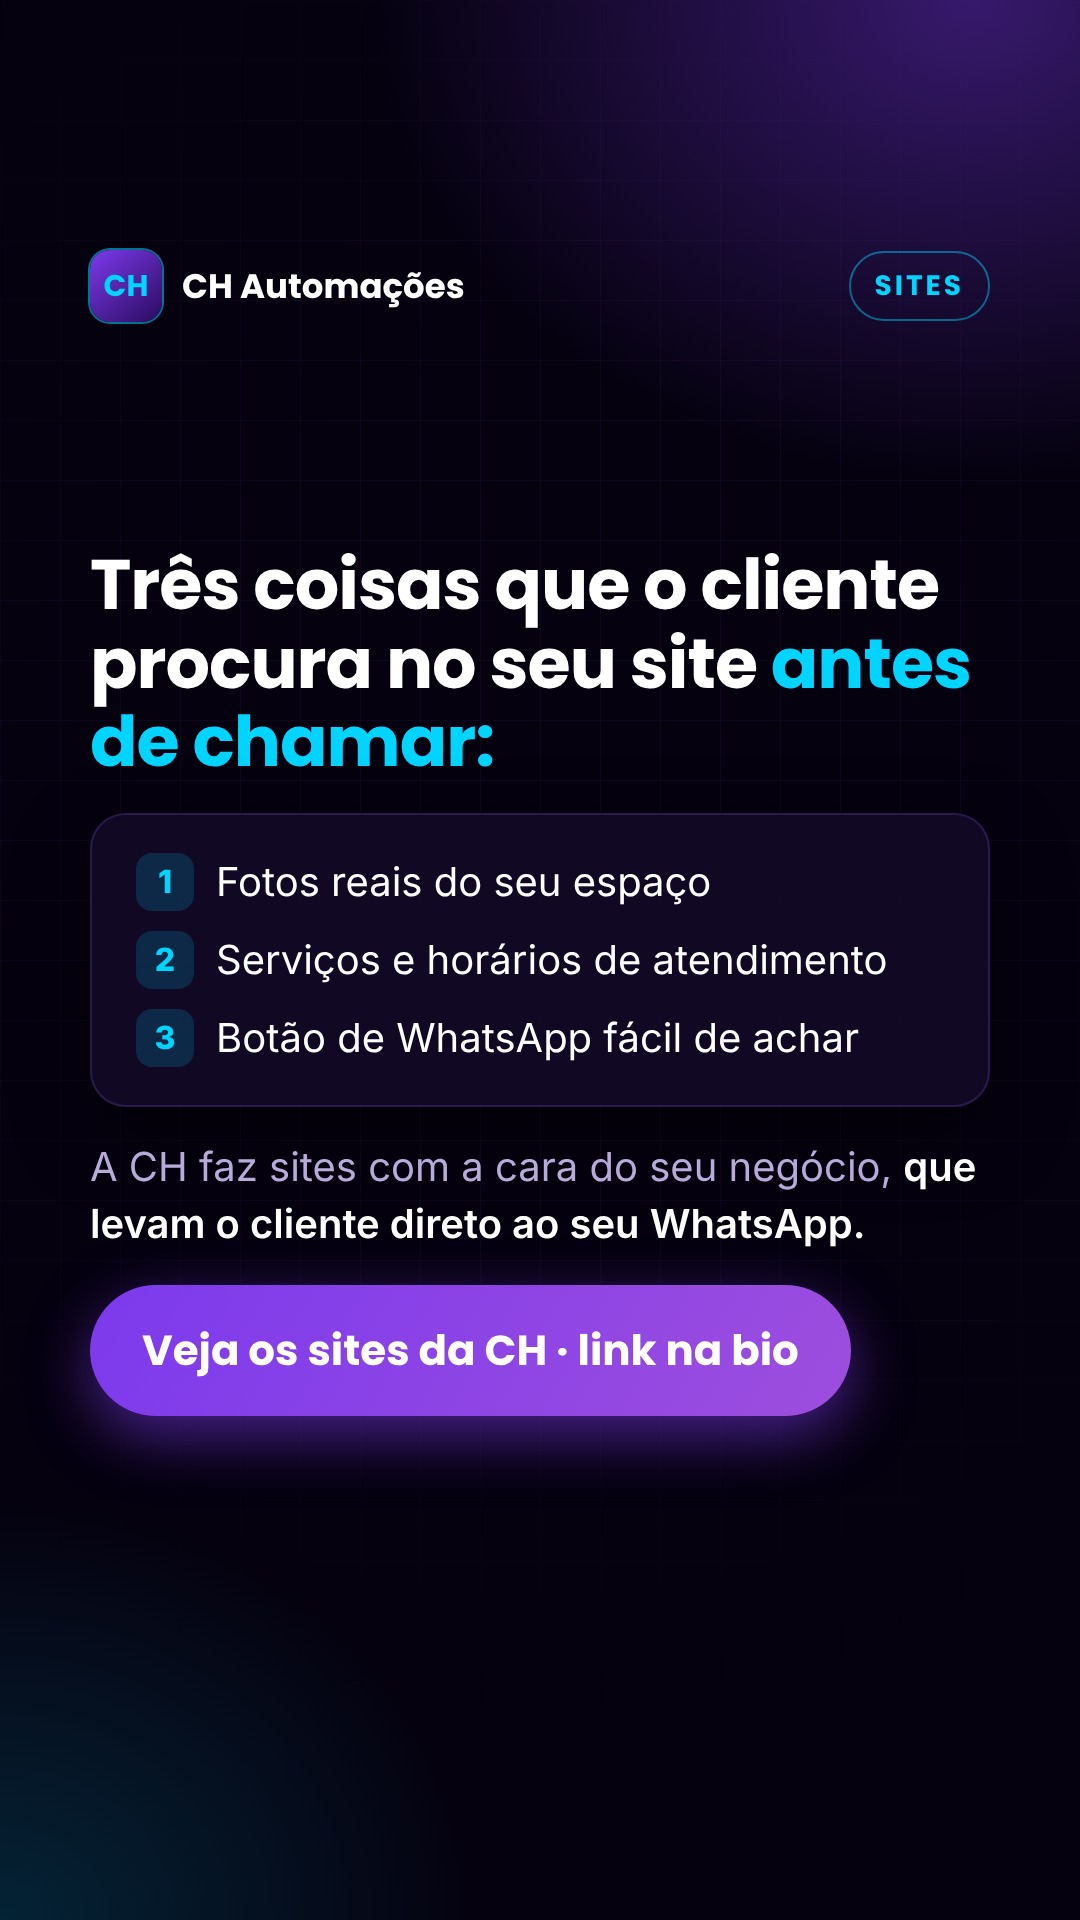 CH
CH Automações
SITES
Três coisas que o cliente
procura no seu site antes
de chamar:
1 Fotos reais do seu espaço
2 Serviços e horários de atendimento
3 Botão de WhatsApp fácil de achar
A CH faz sites com a cara do seu negócio, que
levam o cliente direto ao seu WhatsApp.
Veja os sites da CH · link na bio